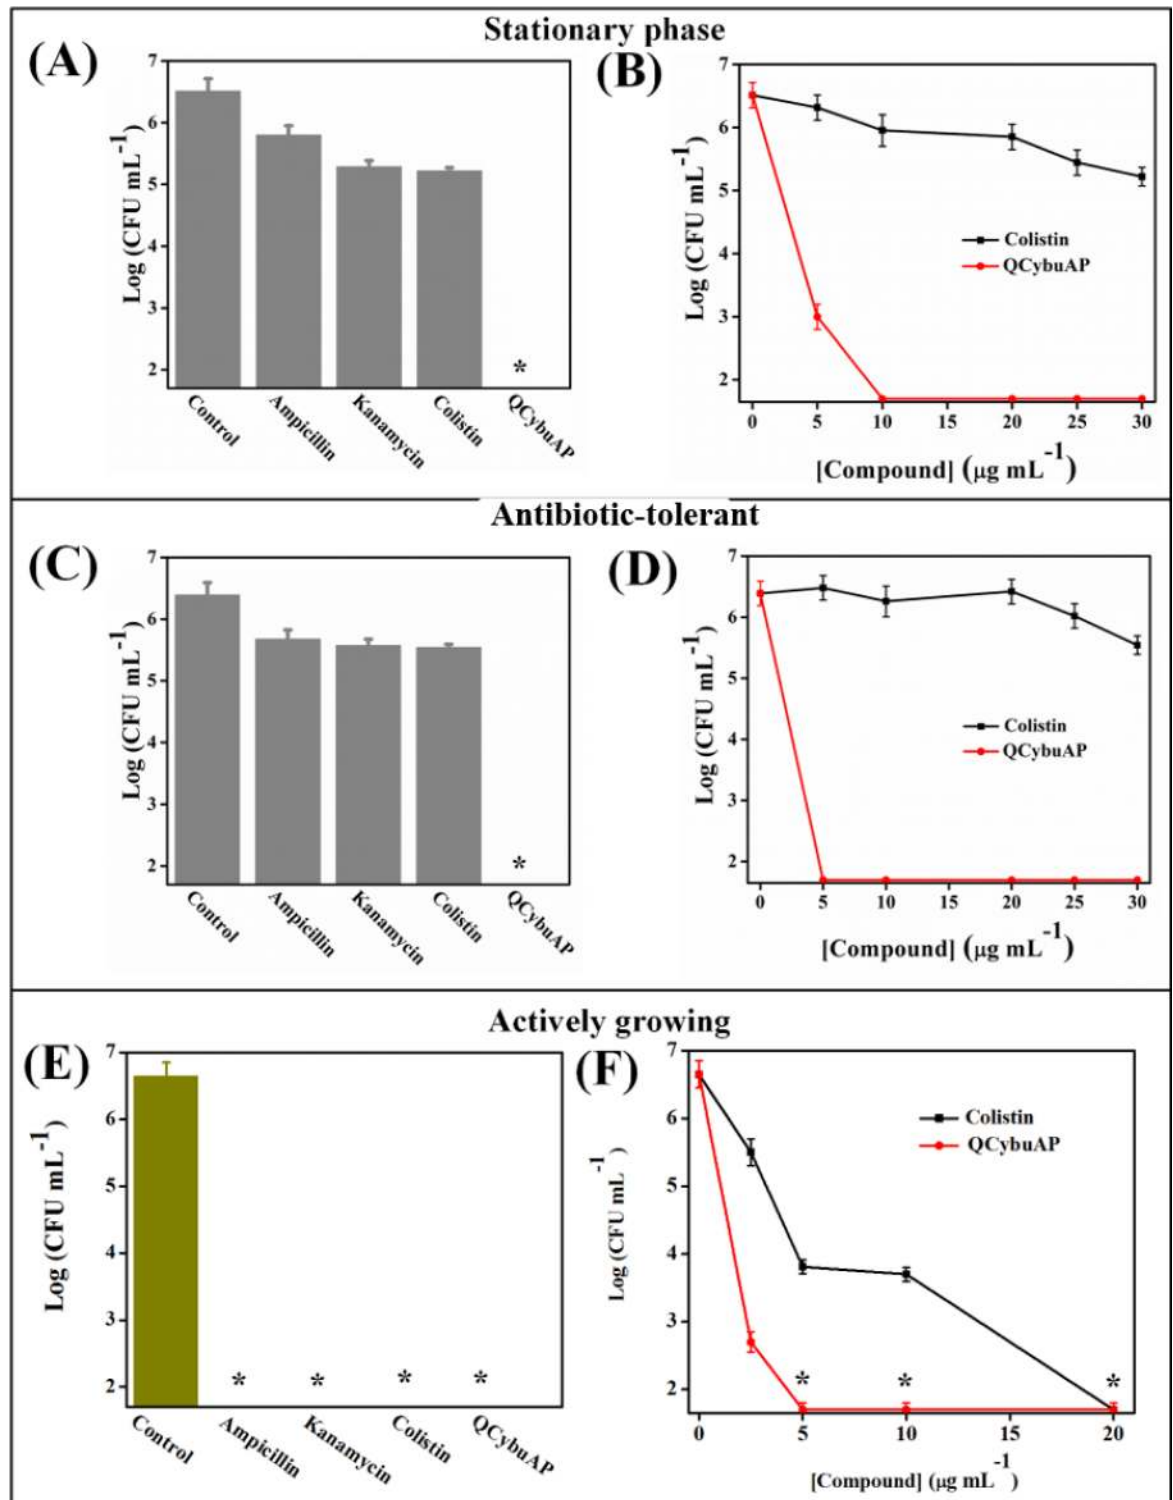 Stationary phase
(A)
Log (CFU mL-1)
7
6
5
4
3
2
*
Control
Ampicillin
Kanamycin
Colistin
QCybuAP
(B)
Log (CFU mL-1)
7
6
5
4
3
2
Colistin
QCybuAP
0 5 10 15 20 25 30
[Compound] (μg mL-1)
Antibiotic-tolerant
(C)
Log (CFU mL-1)
7
6
5
4
3
2
*
Control
Ampicillin
Kanamycin
Colistin
QCybuAP
(D)
Log (CFU mL-1)
7
6
5
4
3
2
Colistin
QCybuAP
0 5 10 15 20 25 30
[Compound] (μg mL-1)
Actively growing
(E)
Log (CFU mL-1)
7
6
5
4
3
2
* * * *
Control
Ampicillin
Kanamycin
Colistin
QCybuAP
(F)
Log (CFU mL-1)
7
6
5
4
3
2
Colistin
QCybuAP
* * *
0 5 10 15 20
[Compound] (μg mL-1)